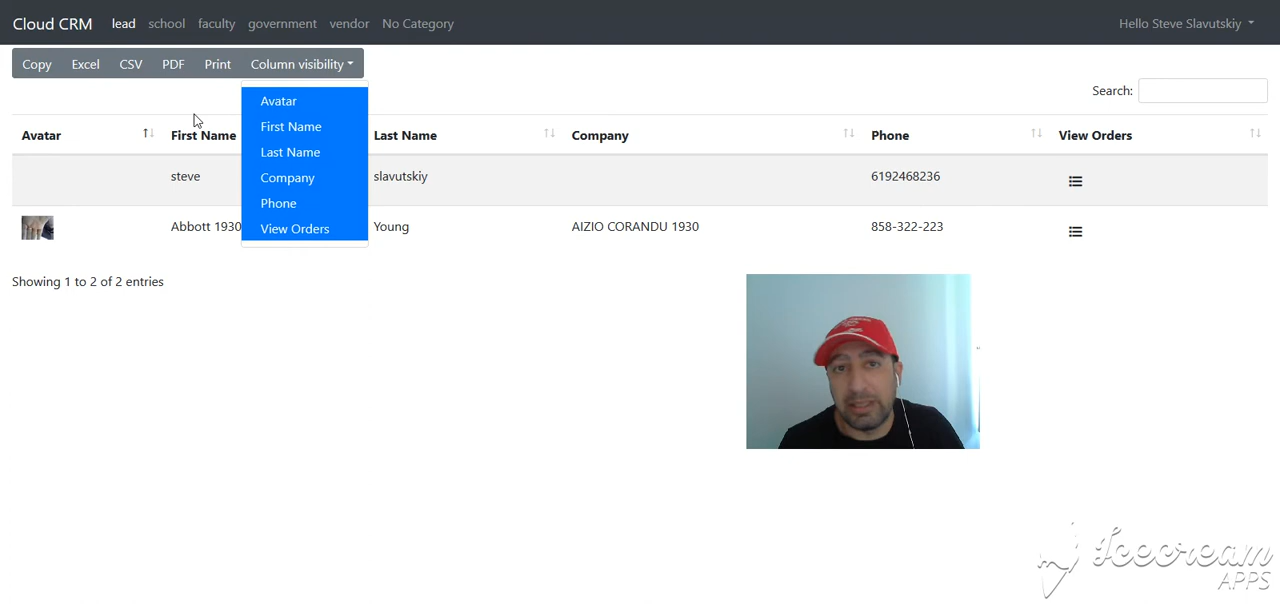 Cloud CRM lead school faculty government vendor No Category Hello Steve Slavutskiy
Copy Excel CSV PDF Print Column visibility
Search:
Avatar
First Name
Last Name
Company
Phone
View Orders
Avatar First Name Last Name Company Phone View Orders
steve slavutskiy 6192468236
Abbott 1930 Young AIZIO CORANDU 1930 858-322-223
Showing 1 to 2 of 2 entries
Icecream
APPS